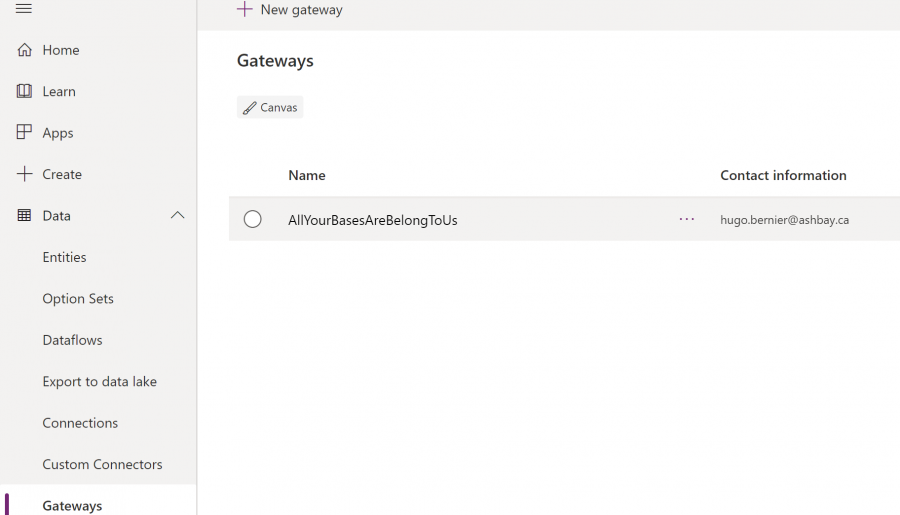 New gateway
Home
Learn
Apps
Create
Data
Entities
Option Sets
Dataflows
Export to data lake
Connections
Custom Connectors
Gateways
Gateways
Canvas
Name Contact information
AllYourBasesAreBelongToUs ... hugo.bernier@ashbay.ca